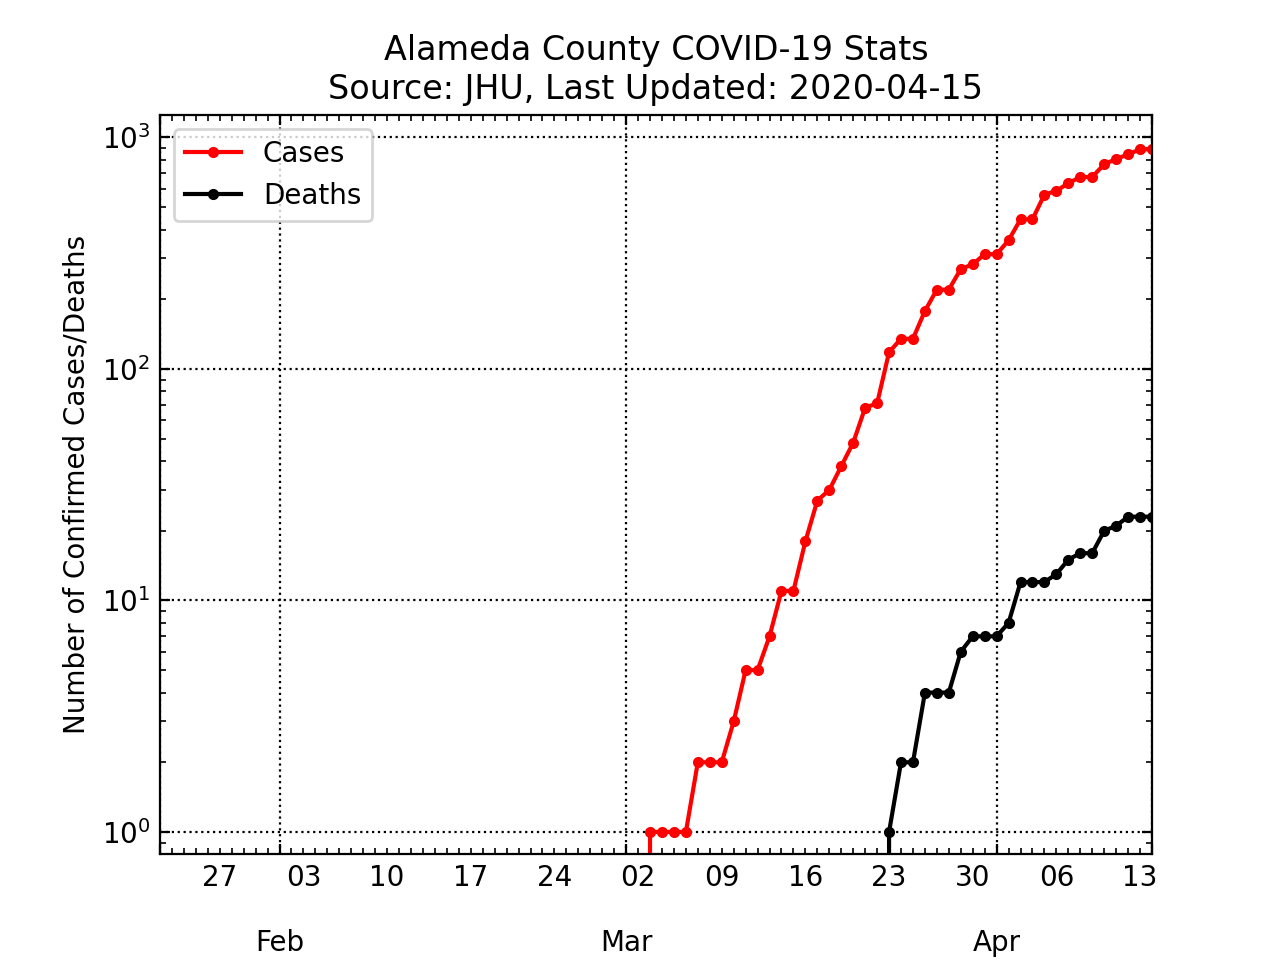 Alameda County COVID-19 Stats
Source: JHU, Last Updated: 2020-04-15
Cases
Deaths
Number of Confirmed Cases/Deaths
10³
10²
10¹
10⁰
27 03 10 17 24 02 09 16 23 30 06 13
Feb Mar Apr